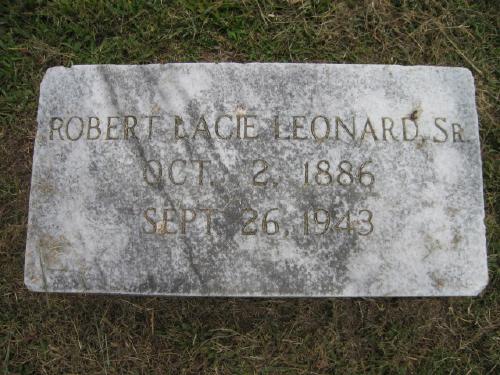 ROBERT LACIE LEONARD, SR.
OCT. 2, 1886
SEPT. 26, 1943